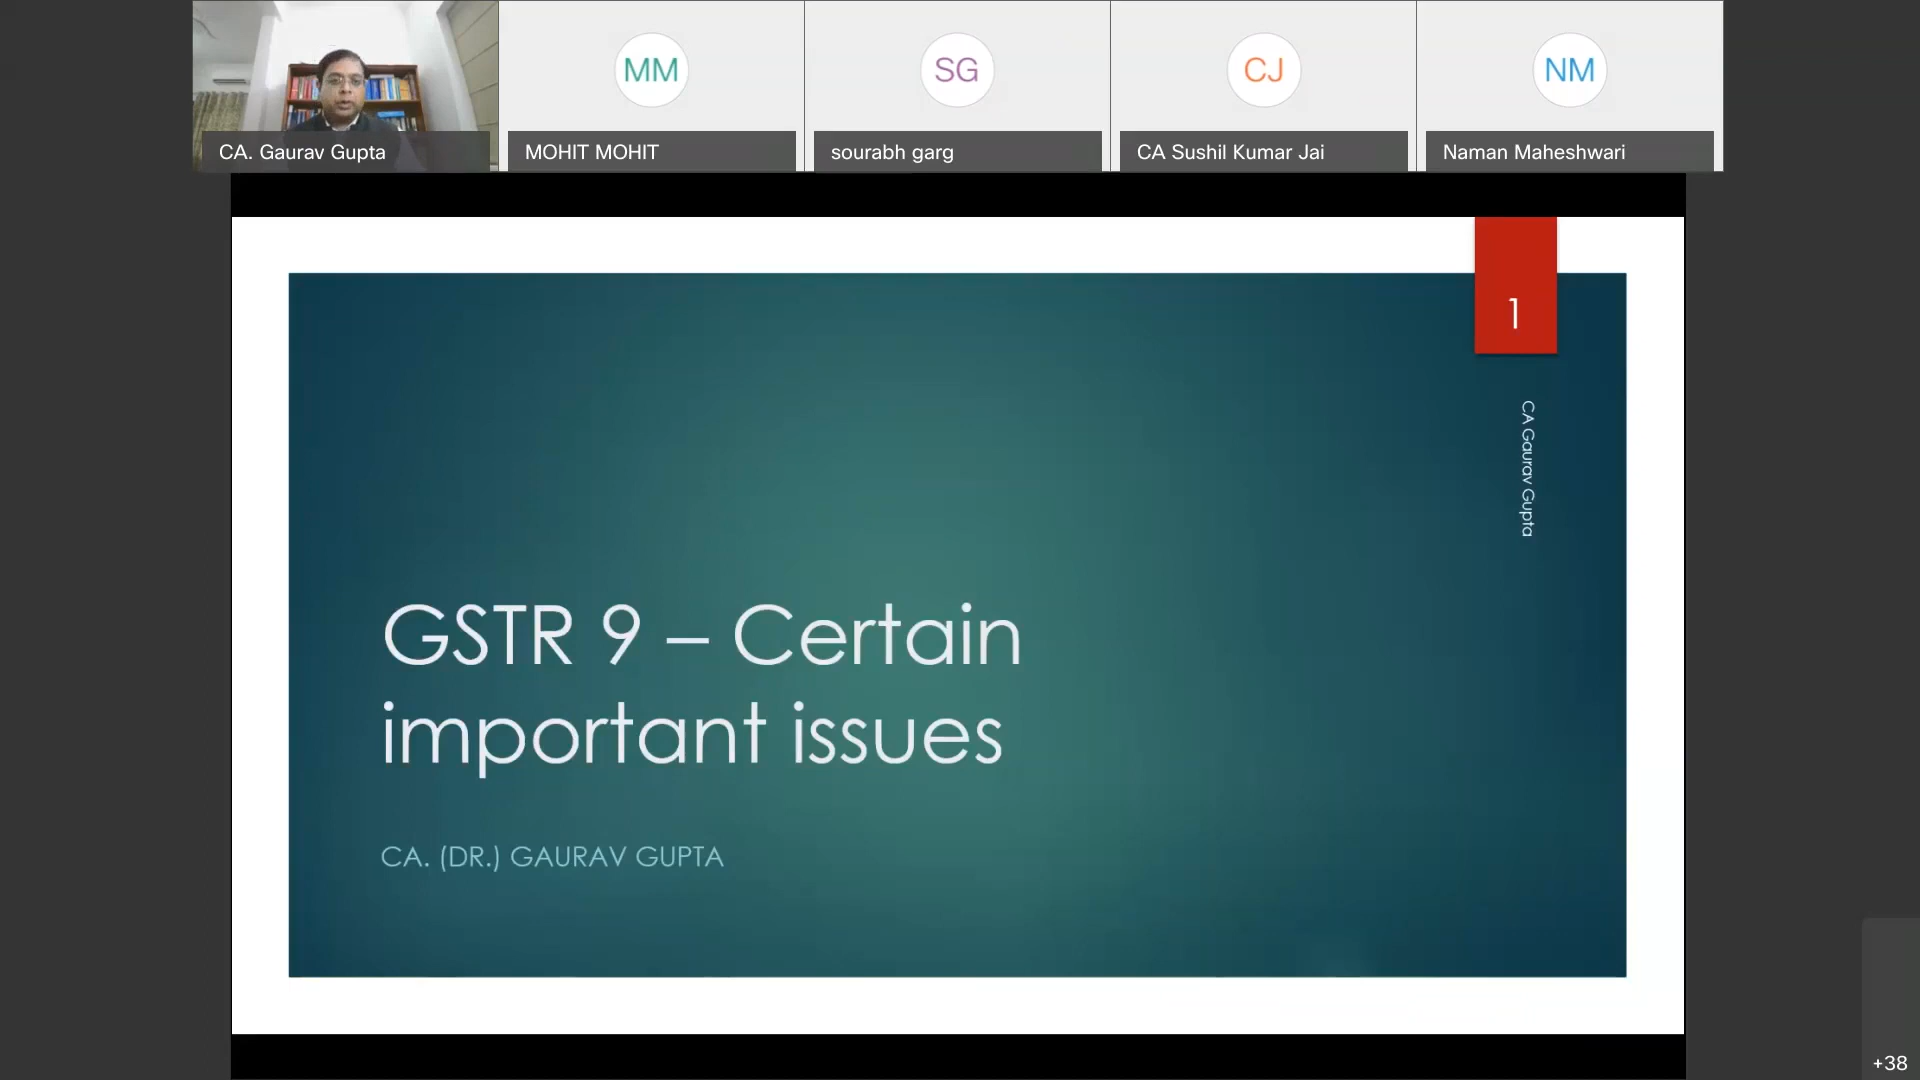 MM
SG
CJ
NM
CA. Gaurav Gupta
MOHIT MOHIT
sourabh garg
CA Sushil Kumar Jai
Naman Maheshwari
1
CA Gaurav Gupta
GSTR 9 – Certain
important issues
CA. (DR.) GAURAV GUPTA
+38